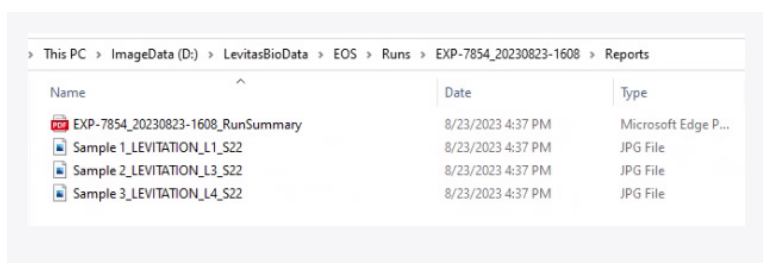 › This PC › ImageData (D:) › LevitasBioData › EOS › Runs › EXP-7854_20230823-1608 › Reports
Name Date Type
PDF EXP-7854_20230823-1608_RunSummary 8/23/2023 4:37 PM Microsoft Edge P...
Sample 1_LEVITATION_L1_S22 8/23/2023 4:37 PM JPG File
Sample 2_LEVITATION_L3_S22 8/23/2023 4:37 PM JPG File
Sample 3_LEVITATION_L4_S22 8/23/2023 4:37 PM JPG File